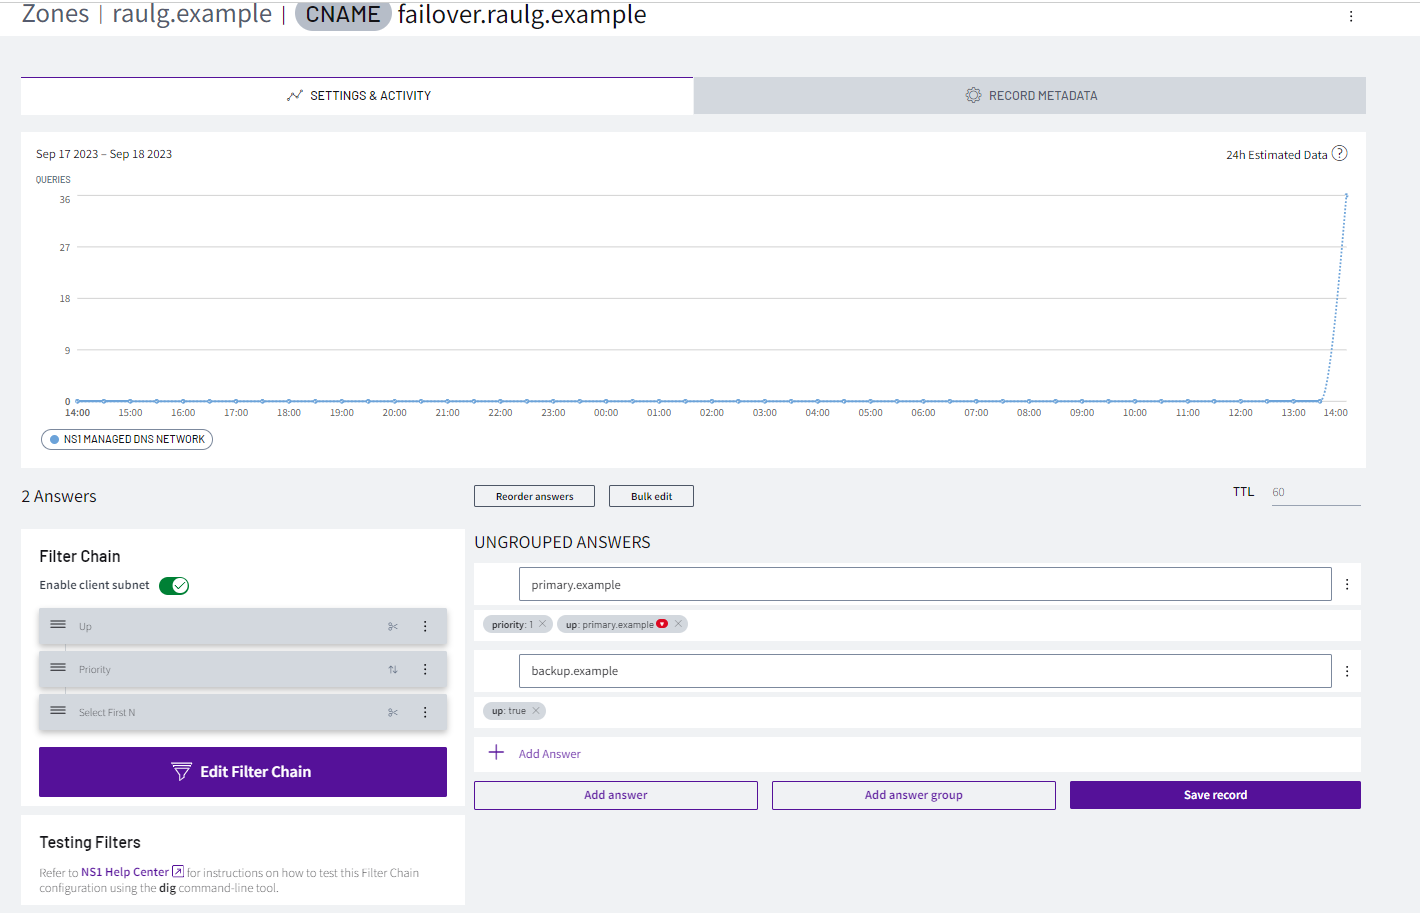 Zones | raulg.example | CNAME failover.raulg.example
SETTINGS & ACTIVITY
RECORD METADATA
Sep 17 2023 – Sep 18 2023
24h Estimated Data ?
QUERIES
36
27
18
9
0
14:00 15:00 16:00 17:00 18:00 19:00 20:00 21:00 22:00 23:00 00:00 01:00 02:00 03:00 04:00 05:00 06:00 07:00 08:00 09:00 10:00 11:00 12:00 13:00 14:00
NS1 MANAGED DNS NETWORK
2 Answers
Reorder answers
Bulk edit
TTL 60
Filter Chain
Enable client subnet
Up
Priority
Select First N
Edit Filter Chain
Testing Filters
Refer to NS1 Help Center for instructions on how to test this Filter Chain
configuration using the dig command-line tool.
UNGROUPED ANSWERS
primary.example
priority: 1
up: primary.example
backup.example
up: true
Add Answer
Add answer
Add answer group
Save record